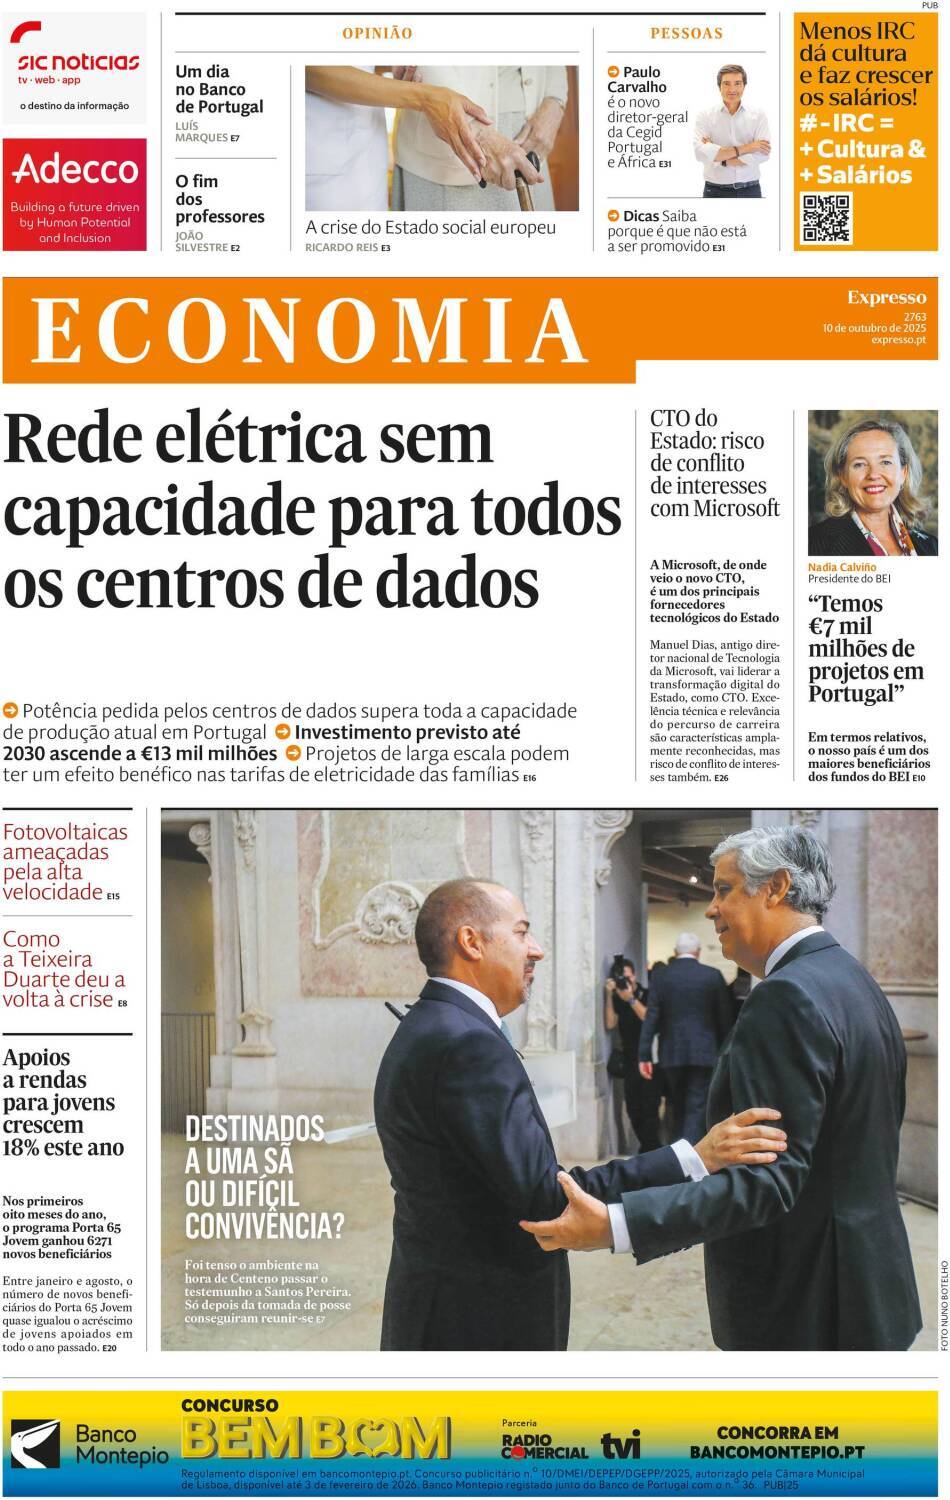 PUB
sic noticias
tv · web · app
o destino da informação
Adecco
Building a future driven
by Human Potential
and Inclusion
OPINIÃO
Um dia
no Banco
de Portugal
LUÍS
MARQUES E7
O fim
dos
professores
JOÃO
SILVESTRE E2
A crise do Estado social europeu
RICARDO REIS E3
PESSOAS
Paulo
Carvalho
é o novo
diretor-geral
da Cegid
Portugal
e África E31
Dicas Saiba
porque é que não está
a ser promovido E31
Menos IRC
dá cultura
e faz crescer
os salários!
#-IRC =
+ Cultura &
+ Salários
ECONOMIA
Expresso
2763
10 de outubro de 2025
expresso.pt
Rede elétrica sem
capacidade para todos
os centros de dados
Potência pedida pelos centros de dados supera toda a capacidade
de produção atual em Portugal Investimento previsto até
2030 ascende a €13 mil milhões Projetos de larga escala podem
ter um efeito benéfico nas tarifas de eletricidade das famílias E16
CTO do
Estado: risco
de conflito
de interesses
com Microsoft
A Microsoft, de onde
veio o novo CTO,
é um dos principais
fornecedores
tecnológicos do Estado
Manuel Dias, antigo dire-
tor nacional de Tecnologia
da Microsoft, vai liderar a
transformação digital do
Estado, como CTO. Exce-
lência técnica e relevância
do percurso de carreira
são características ampla-
mente reconhecidas, mas
risco de conflito de interes-
ses também. E26
Nadia Calviño
Presidente do BEI
“Temos
€7 mil
milhões de
projetos em
Portugal”
Em termos relativos,
o nosso país é um dos
maiores beneficiários
dos fundos do BEI E10
Fotovoltaicas
ameaçadas
pela alta
velocidade E15
Como
a Teixeira
Duarte deu a
volta à crise E8
Apoios
a rendas
para jovens
crescem
18% este ano
Nos primeiros
oito meses do ano,
o programa Porta 65
Jovem ganhou 6271
novos beneficiários
Entre janeiro e agosto, o
número de novos benefi-
ciários do Porta 65 Jovem
quase igualou o acréscimo
de jovens apoiados em
todo o ano passado. E20
DESTINADOS
A UMA SÃ
OU DIFÍCIL
CONVIVÊNCIA?
Foi tenso o ambiente na
hora de Centeno passar o
testemunho a Santos Pereira.
Só depois da tomada de posse
conseguiram reunir-se E7
FOTO NUNO BOTELHO
Banco
Montepio
CONCURSO
BEM BOM
Parceria
RADIO
COMERCIAL
tvi
CONCORRA EM
BANCOMONTEPIO.PT
Regulamento disponível em bancomontepio.pt. Concurso publicitário n.º 10/DMEI/DEPEP/DGEPP/2025, autorizado pela Câmara Municipal
de Lisboa, disponível até 3 de fevereiro de 2026. Banco Montepio registado junto do Banco de Portugal com o n.º 36. PUB|25